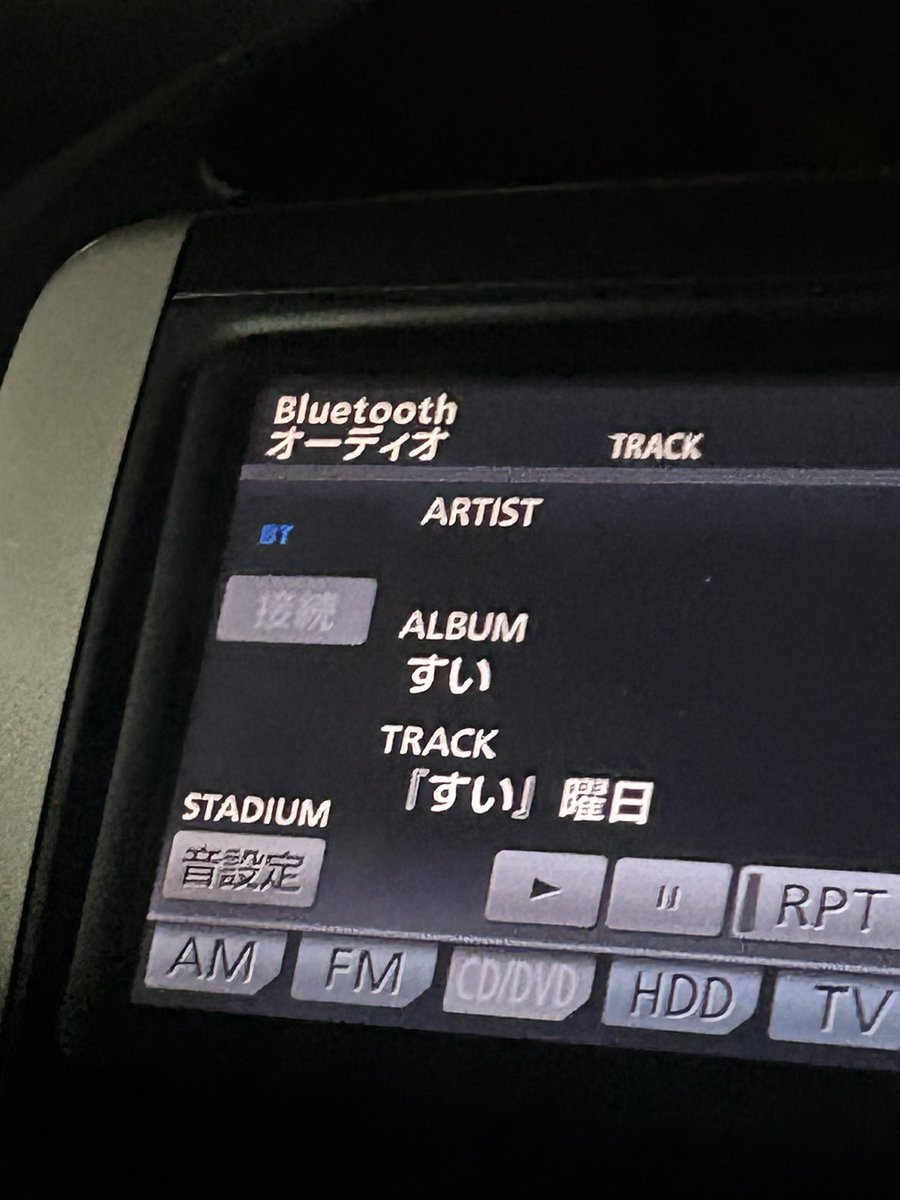 Bluetooth
オーディオ
TRACK
ARTIST
BT
接続
ALBUM
すい
TRACK
『すい』曜日
STADIUM
音設定
RPT
AM
FM
CD/DVD
HDD
TV